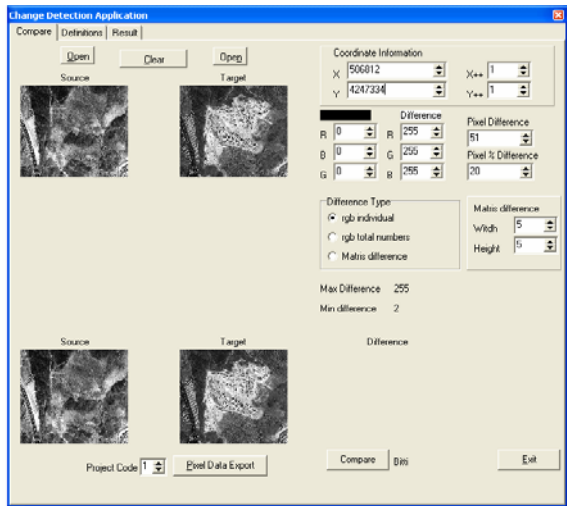 Change Detection Application
Compare Definitions Result
Open Clear Open
Source Target
Coordinate Information
X 506812 X++ 1
Y 4247334 Y++ 1
Difference Pixel Difference
R 0 R 255 51
B 0 G 255 Pixel % Difference
G 0 B 255 20
Difference Type Matris difference
rgb individual Witdh 5
rgb total numbers Height 5
Matris difference
Max Difference 255
Min difference 2
Source Target Difference
Project Code 1 Pixel Data Export Compare Bitti Exit